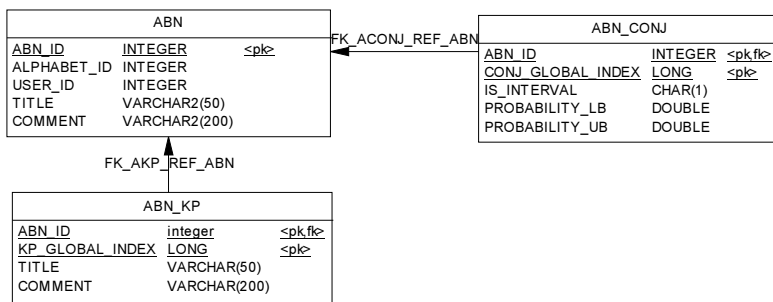 ABN
ABN_ID INTEGER <pk>
ALPHABET_ID INTEGER
USER_ID INTEGER
TITLE VARCHAR2(50)
COMMENT VARCHAR2(200)
FK_ACONJ_REF_ABN
ABN_CONJ
ABN_ID INTEGER <pk,fk>
CONJ_GLOBAL_INDEX LONG <pk>
IS_INTERVAL CHAR(1)
PROBABILITY_LB DOUBLE
PROBABILITY_UB DOUBLE
FK_AKP_REF_ABN
ABN_KP
ABN_ID integer <pk,fk>
KP_GLOBAL_INDEX LONG <pk>
TITLE VARCHAR(50)
COMMENT VARCHAR(200)